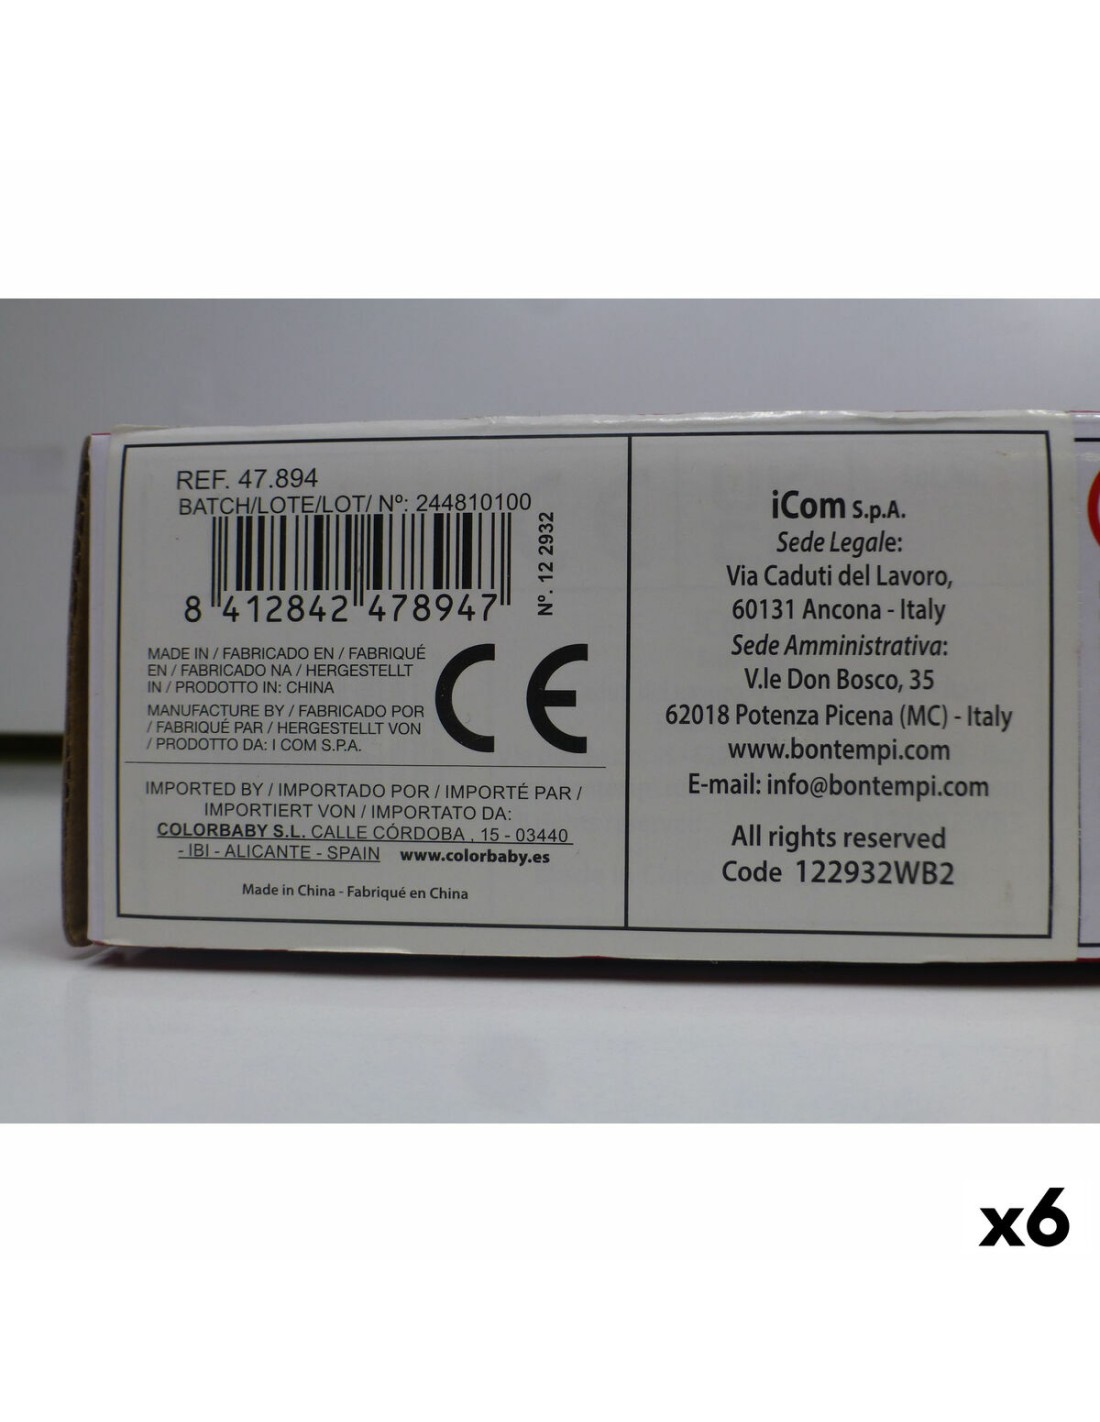 REF. 47.894
BATCH/LOTE/LOT/ Nº: 244810100
8 412842 478947
Nº. 12 2932
MADE IN / FABRICADO EN / FABRIQUÉ
EN / FABRICADO NA / HERGESTELLT
IN / PRODOTTO IN: CHINA
MANUFACTURE BY / FABRICADO POR
/ FABRIQUÉ PAR / HERGESTELLT VON
/ PRODOTTO DA: I COM S.P.A.
CE
IMPORTED BY / IMPORTADO POR / IMPORTÉ PAR /
IMPORTIERT VON / IMPORTATO DA:
COLORBABY S.L. CALLE CÓRDOBA , 15 - 03440
- IBI - ALICANTE - SPAIN www.colorbaby.es
Made in China - Fabriqué en China
iCom S.p.A.
Sede Legale:
Via Caduti del Lavoro,
60131 Ancona - Italy
Sede Amministrativa:
V.le Don Bosco, 35
62018 Potenza Picena (MC) - Italy
www.bontempi.com
E-mail: info@bontempi.com
All rights reserved
Code 122932WB2
x6